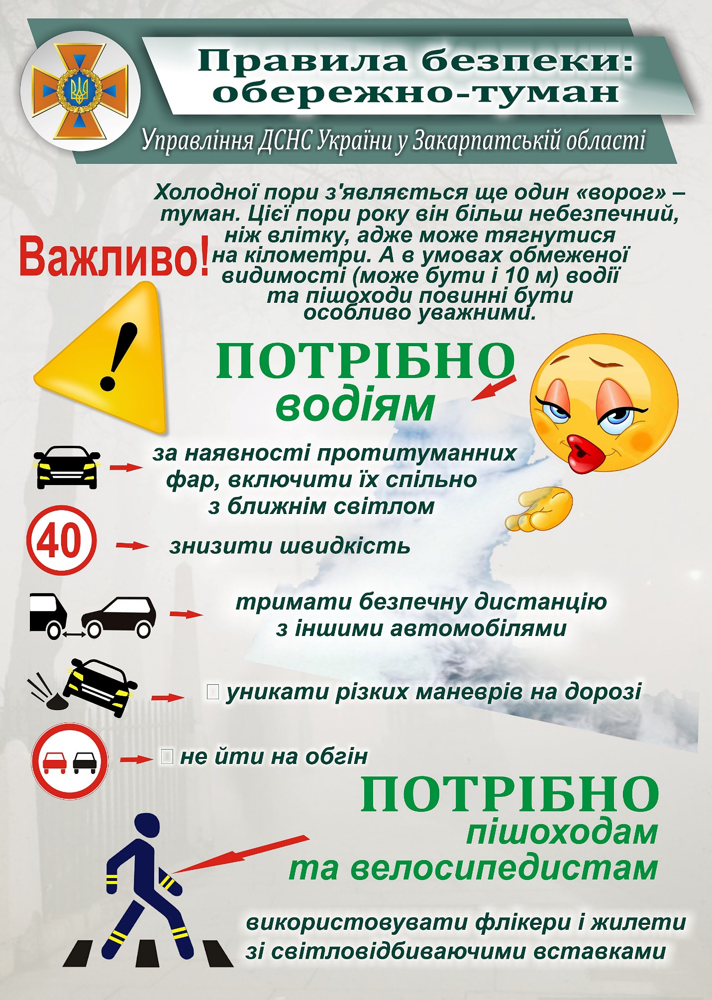 Правила безпеки:
обережно-туман
Управління ДСНС України у Закарпатській області
Холодної пори з'являється ще один «ворог» –
туман. Цієї пори року він більш небезпечний,
ніж влітку, адже може тягнутися
на кілометри. А в умовах обмеженої
видимості (може бути і 10 м) водії
та пішоходи повинні бути
особливо уважними.
Важливо!
ПОТРІБНО
водіям
за наявності протитуманних
фар, включити їх спільно
з ближнім світлом
40
знизити швидкість
тримати безпечну дистанцію
з іншими автомобілями
уникати різких маневрів на дорозі
не йти на обгін
ПОТРІБНО
пішоходам
та велосипедистам
використовувати флікери і жилети
зі світловідбиваючими вставками